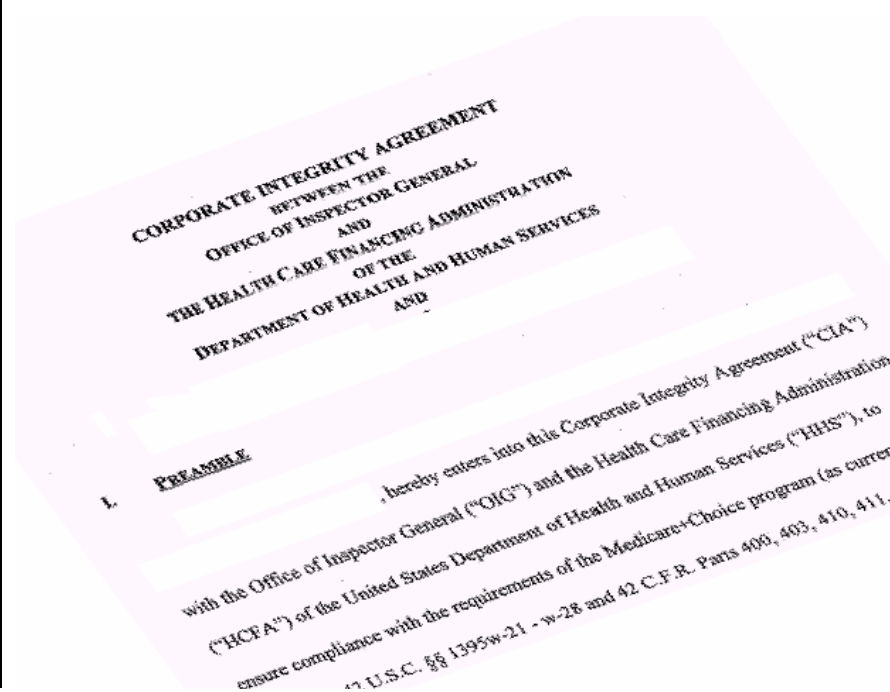 CORPORATE INTEGRITY AGREEMENT
BETWEEN THE
OFFICE OF INSPECTOR GENERAL
AND
THE HEALTH CARE FINANCING ADMINISTRATION
OF THE
DEPARTMENT OF HEALTH AND HUMAN SERVICES
AND
I. PREAMBLE
, hereby enters into this Corporate Integrity Agreement (“CIA”)
with the Office of Inspector General (“OIG”) and the Health Care Financing Administration
(“HCFA”) of the United States Department of Health and Human Services (“HHS”), to
ensure compliance with the requirements of the Medicare+Choice program (as curren
U.S.C. §§ 1395w-21 - w-28 and 42 C.F.R. Parts 400, 403, 410, 411,